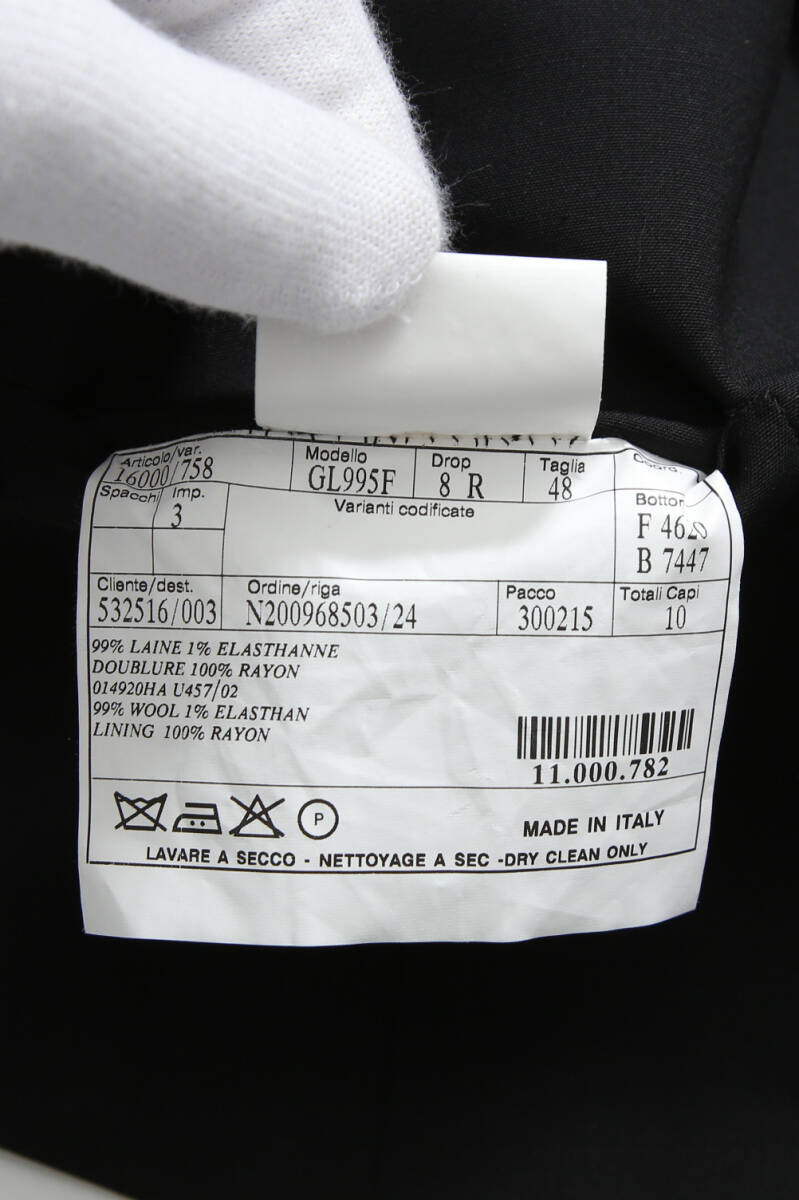 Articolo/var. Modello Drop Taglia
16000/758 GL995F 8 R 48
Spacchi Imp. Varianti codificate
3
F
B 7447
Cliente/dest. Ordine/riga Pacco Totali Capi
532516/003 N200968503/24 300215 10
99% LAINE 1% ELASTHANNE
DOUBLURE 100% RAYON
014920HA U457/02
99% WOOL 1% ELASTHAN
LINING 100% RAYON
11.000.782
P
MADE IN ITALY
LAVARE A SECCO - NETTOYAGE A SEC -DRY CLEAN ONLY